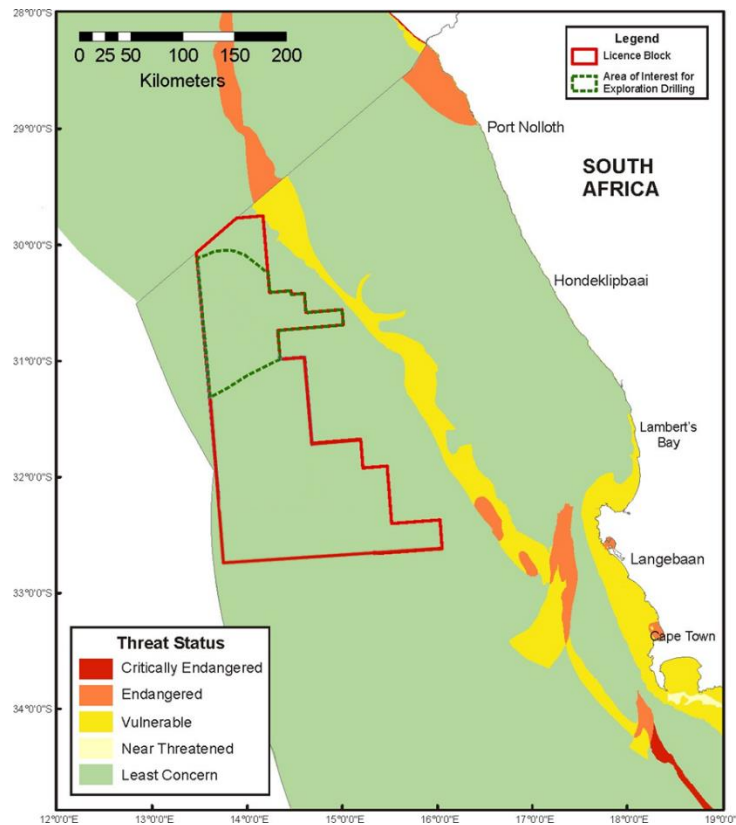 28°0'0"S
0 25 50 100 150 200
Kilometers
Legend
Licence Block
Area of Interest for
Exploration Drilling
29°0'0"S
Port Nolloth
SOUTH
AFRICA
30°0'0"S
Hondeklipbaai
31°0'0"S
Lambert's
Bay
32°0'0"S
Langebaan
33°0'0"S
Cape Town
Threat Status
Critically Endangered
Endangered
Vulnerable
Near Threatened
Least Concern
34°0'0"S
12°0'0"E 13°0'0"E 14°0'0"E 15°0'0"E 16°0'0"E 17°0'0"E 18°0'0"E 19°0'0"E